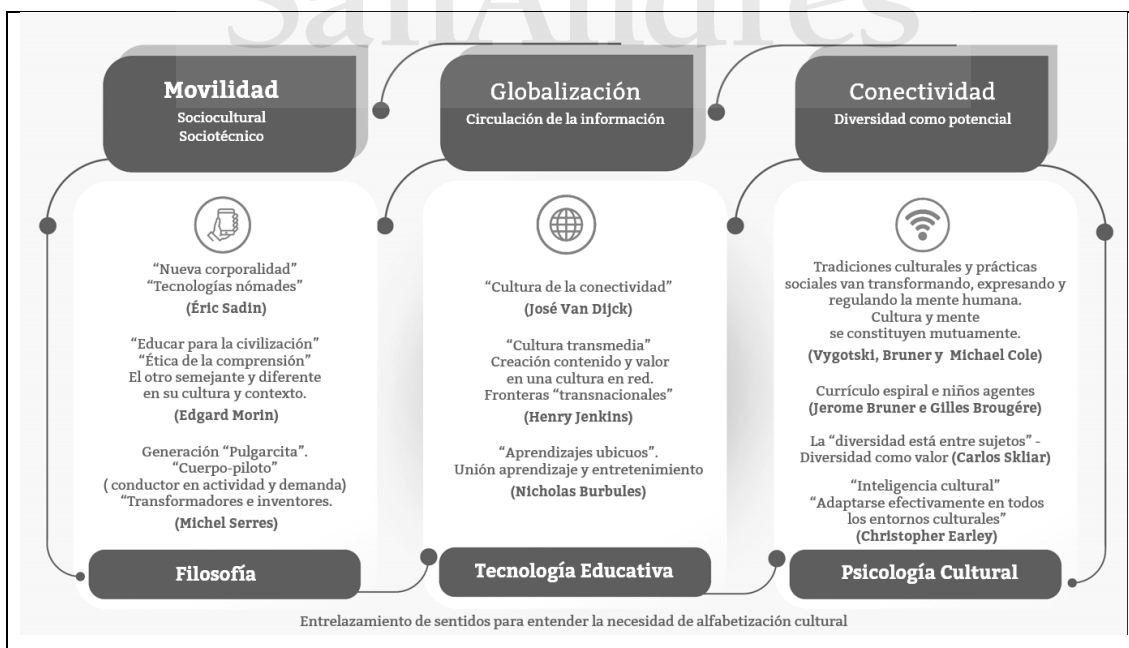 SanAndrés
Movilidad
Sociocultural
Sociotécnico
“Nueva corporalidad”
“Tecnologías nómades”
(Éric Sadin)
“Educar para la civilización”
“Ética de la comprensión”
El otro semejante y diferente
en su cultura y contexto.
(Edgard Morin)
Generación “Pulgarcita”.
“Cuerpo-piloto”
( conductor en actividad y demanda)
“Transformadores e inventores.
(Michel Serres)
Filosofía
Globalización
Circulación de la información
“Cultura de la conectividad”
(José Van Dijck)
“Cultura transmedia”
Creación contenido y valor
en una cultura en red.
Fronteras “transnacionales”
(Henry Jenkins)
“Aprendizajes ubicuos”.
Unión aprendizaje y entretenimiento
(Nicholas Burbules)
Tecnología Educativa
Conectividad
Diversidad como potencial
Tradiciones culturales y prácticas
sociales van transformando, expresando y
regulando la mente humana.
Cultura y mente
se constituyen mutuamente.
(Vygotski, Bruner y Michael Cole)
Currículo espiral e niños agentes
(Jerome Bruner e Gilles Brougére)
La “diversidad está entre sujetos” -
Diversidad como valor (Carlos Skliar)
“Inteligencia cultural”
“Adaptarse efectivamente en todos
los entornos culturales”
(Christopher Earley)
Psicología Cultural
Entrelazamiento de sentidos para entender la necesidad de alfabetización cultural